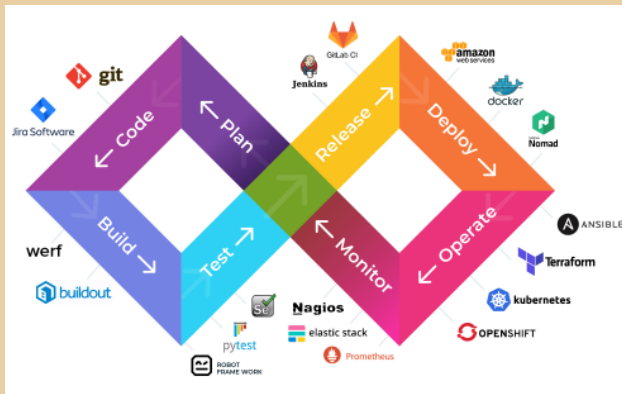 GitLab CI
Jenkins
amazon
web services
git
docker
Jira Software
Code
Plan
Release
Deploy
Nomad
Build
Test
Monitor
Operate
ANSIBLE
werf
Terraform
buildout
kubernetes
Se
Nagios
elastic stack
OPENSHIFT
pytest
Prometheus
ROBOT
FRAME WORK